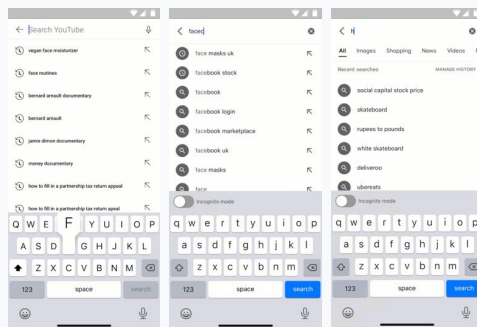 Search YouTube
vegan face moisturizer
face routines
bernard arnault documentary
bernard arnault
jamie dimon documentary
money documentary
how to fill in a partnership tax return appeal
how to fill in a partnership tax return apeal
Q W E F Y U I O P
A S D G H J K L
Z X C V B N M
123 space search
faced
face masks uk
facebook stock
facebook
facebook login
facebook marketplace
facebook uk
face masks
face
Incognito mode
q w e r t y u i o p
a s d f g h j k l
z x c v b n m
123 space search
h
All Images Shopping News Videos
Recent searches MANAGE HISTORY
social capital stock price
skateboard
rupees to pounds
white skateboard
deliveroo
ubereats
Incognito mode
q w e r t y u i o p
a s d f g h j k l
z x c v b n m
123 space search